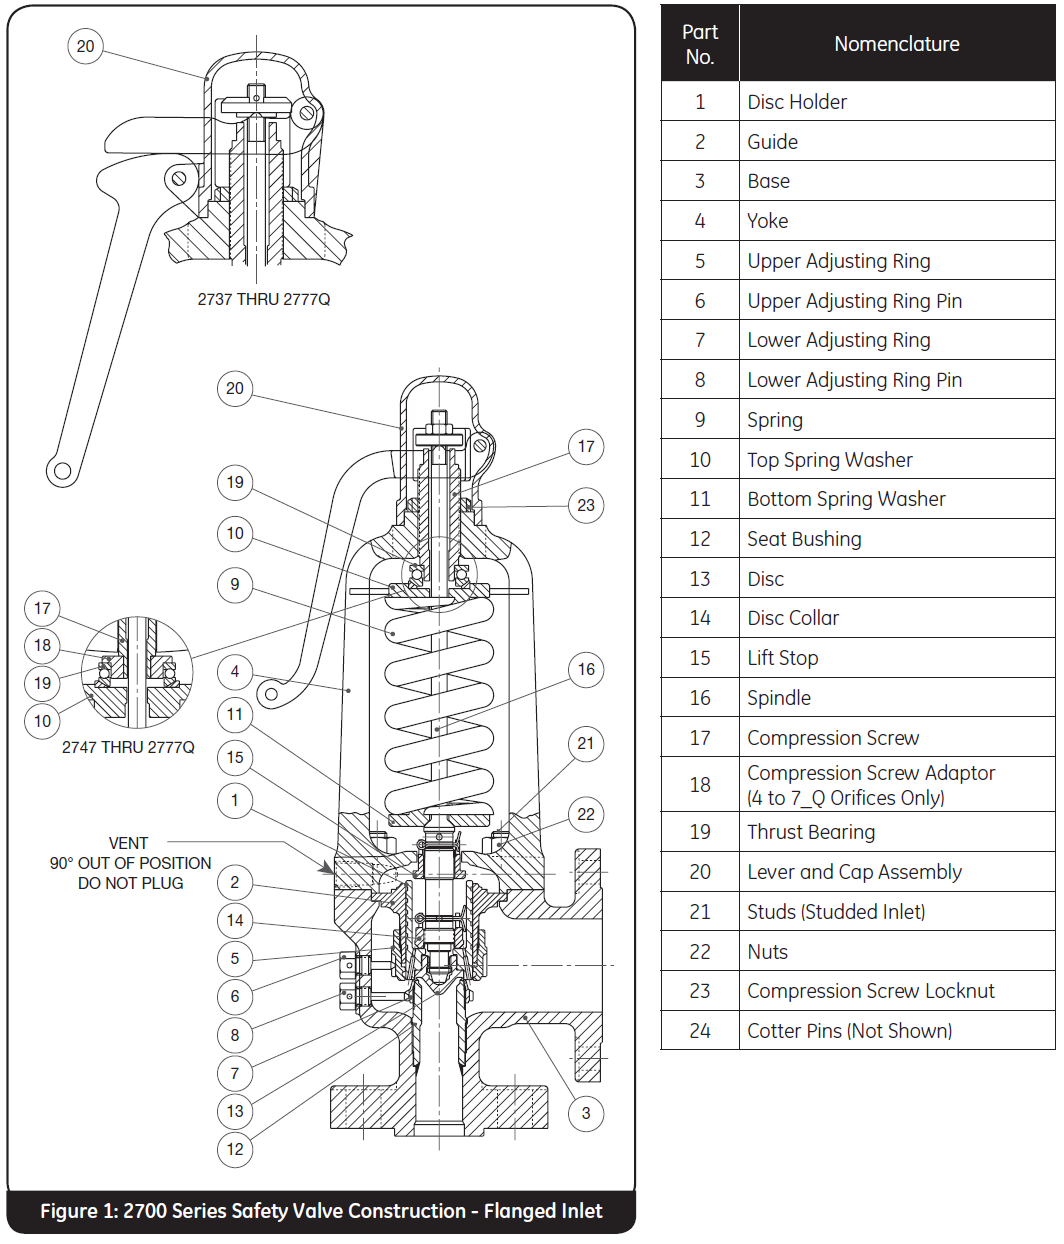 20
2737 THRU 2777Q
20
17
19
23
10
9
17
18
4
16
19
10
11
2747 THRU 2777Q
21
15
1
22
VENT
90° OUT OF POSITION
DO NOT PLUG
2
14
5
6
8
7
13
3
12
Figure 1: 2700 Series Safety Valve Construction - Flanged Inlet
Part
No.
Nomenclature
1 Disc Holder
2 Guide
3 Base
4 Yoke
5 Upper Adjusting Ring
6 Upper Adjusting Ring Pin
7 Lower Adjusting Ring
8 Lower Adjusting Ring Pin
9 Spring
10 Top Spring Washer
11 Bottom Spring Washer
12 Seat Bushing
13 Disc
14 Disc Collar
15 Lift Stop
16 Spindle
17 Compression Screw
18 Compression Screw Adaptor
(4 to 7_Q Orifices Only)
19 Thrust Bearing
20 Lever and Cap Assembly
21 Studs (Studded Inlet)
22 Nuts
23 Compression Screw Locknut
24 Cotter Pins (Not Shown)